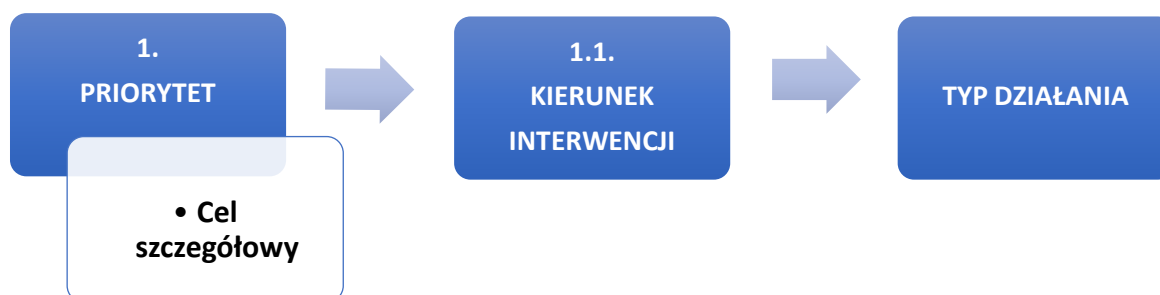 1.
PRIORYTET
• Cel
szczegółowy
1.1.
KIERUNEK
INTERWENCJI
TYP DZIAŁANIA